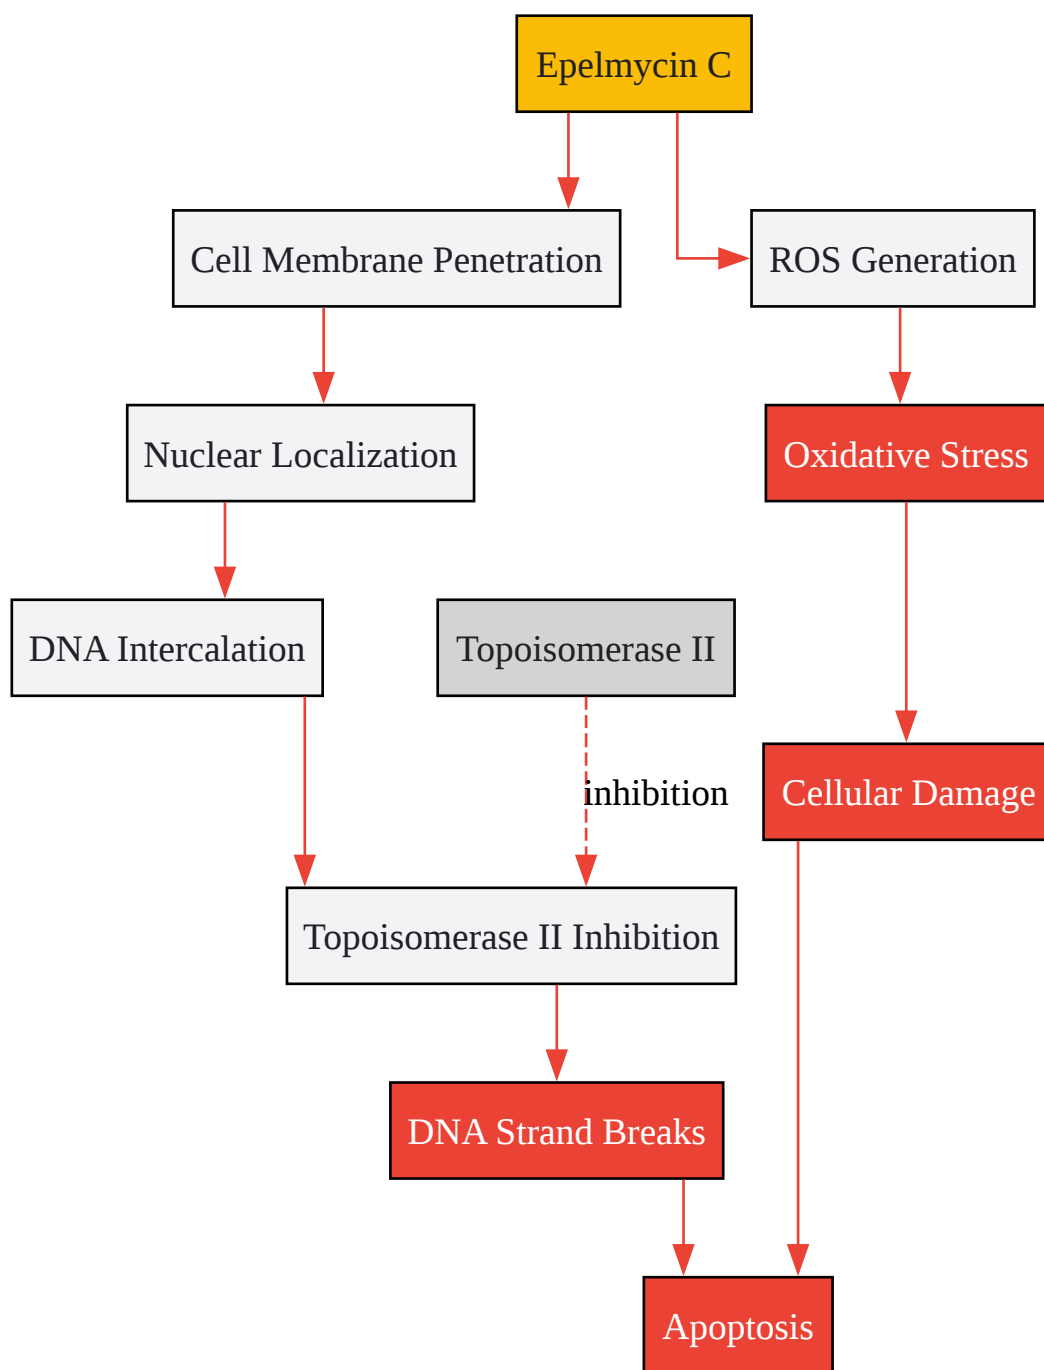 Epelmycin C
Cell Membrane Penetration
ROS Generation
Nuclear Localization
Oxidative Stress
DNA Intercalation
Topoisomerase II
inhibition
Cellular Damage
Topoisomerase II Inhibition
DNA Strand Breaks
Apoptosis